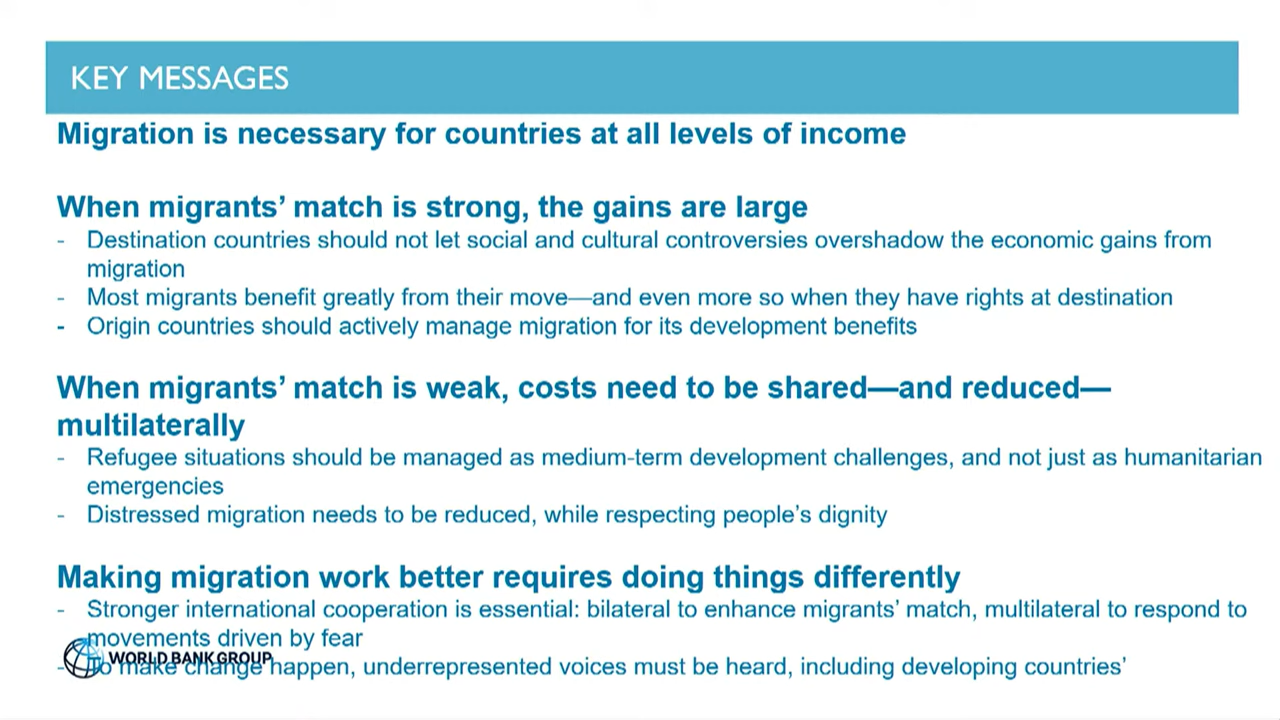 KEY MESSAGES
Migration is necessary for countries at all levels of income
When migrants’ match is strong, the gains are large
- Destination countries should not let social and cultural controversies overshadow the economic gains from
migration
- Most migrants benefit greatly from their move—and even more so when they have rights at destination
- Origin countries should actively manage migration for its development benefits
When migrants’ match is weak, costs need to be shared—and reduced—
multilaterally
- Refugee situations should be managed as medium-term development challenges, and not just as humanitarian
emergencies
- Distressed migration needs to be reduced, while respecting people’s dignity
Making migration work better requires doing things differently
- Stronger international cooperation is essential: bilateral to enhance migrants’ match, multilateral to respond to
movements driven by fear
- To make change happen, underrepresented voices must be heard, including developing countries’
WORLD BANK GROUP